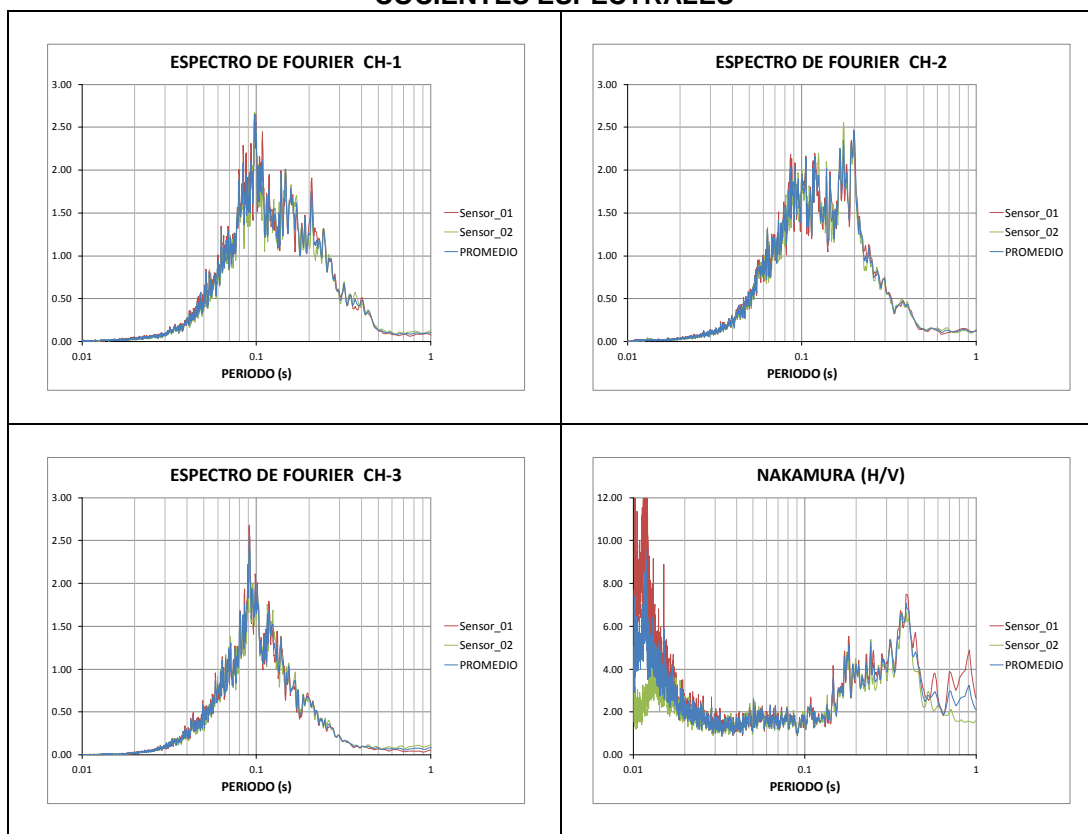 COCIENTES ESPECTRALES
ESPECTRO DE FOURIER CH-1
3.00
2.50
2.00
1.50
1.00
0.50
0.00
0.01
0.1
1
PERIODO (s)
Sensor_01
Sensor_02
PROMEDIO
ESPECTRO DE FOURIER CH-2
3.00
2.50
2.00
1.50
1.00
0.50
0.00
0.01
0.1
1
PERIODO (s)
Sensor_01
Sensor_02
PROMEDIO
ESPECTRO DE FOURIER CH-3
3.00
2.50
2.00
1.50
1.00
0.50
0.00
0.01
0.1
1
PERIODO (s)
Sensor_01
Sensor_02
PROMEDIO
NAKAMURA (H/V)
12.00
10.00
8.00
6.00
4.00
2.00
0.00
0.01
0.1
1
PERIODO (s)
Sensor_01
Sensor_02
PROMEDIO